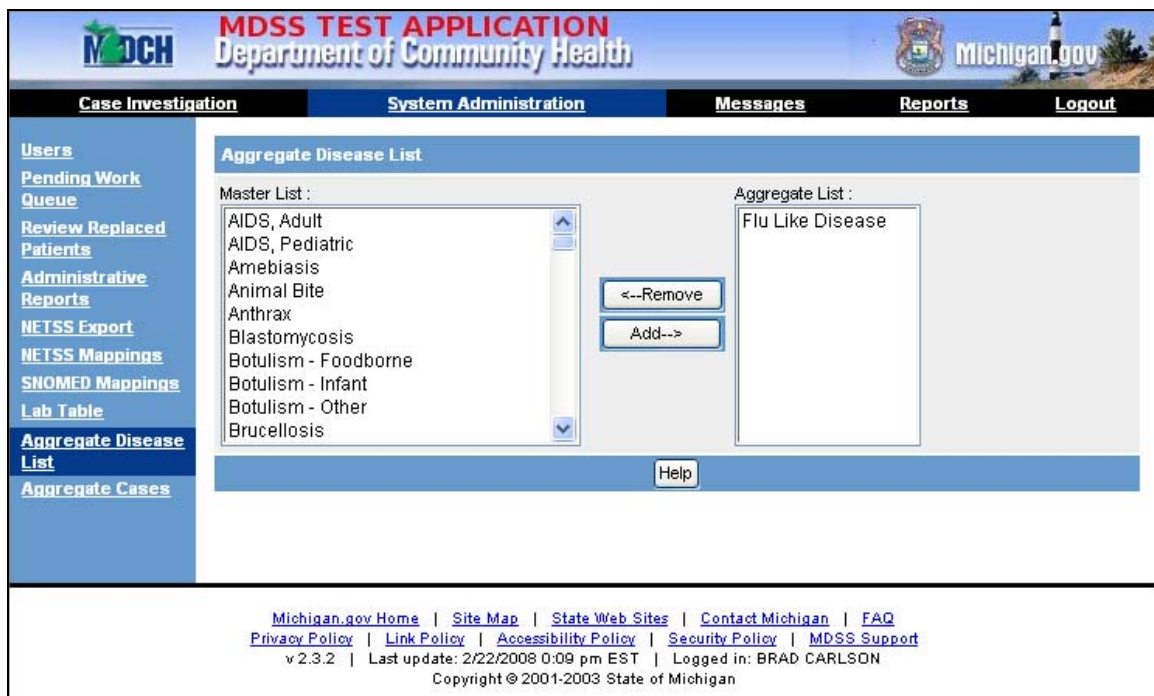 MDCH
MDSS TEST APPLICATION
Department of Community Health
Michigan.gov
Case Investigation System Administration Messages Reports Logout
Users
Pending Work
Queue
Review Replaced
Patients
Administrative
Reports
NETSS Export
NETSS Mappings
SNOMED Mappings
Lab Table
Aggregate Disease
List
Aggregate Cases
Aggregate Disease List
Master List :
AIDS, Adult
AIDS, Pediatric
Amebiasis
Animal Bite
Anthrax
Blastomycosis
Botulism - Foodborne
Botulism - Infant
Botulism - Other
Brucellosis
<--Remove
Add-->
Aggregate List :
Flu Like Disease
Help
Michigan.gov Home | Site Map | State Web Sites | Contact Michigan | FAQ
Privacy Policy | Link Policy | Accessibility Policy | Security Policy | MDSS Support
v 2.3.2 | Last update: 2/22/2008 0:09 pm EST | Logged in: BRAD CARLSON
Copyright © 2001-2003 State of Michigan